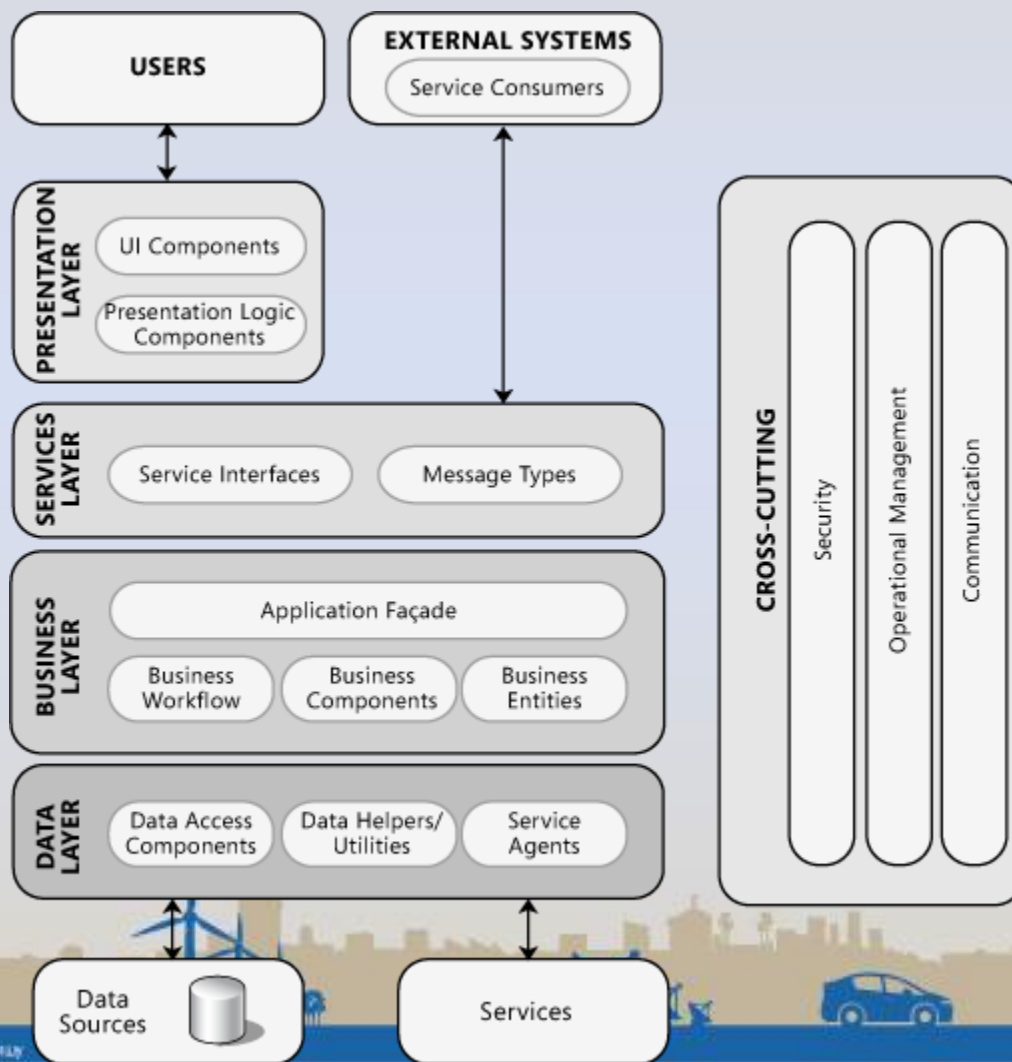 USERS
EXTERNAL SYSTEMS
Service Consumers
PRESENTATION
LAYER
UI Components
Presentation Logic
Components
SERVICES
LAYER
Service Interfaces
Message Types
BUSINESS
LAYER
Application Façade
Business
Workflow
Business
Components
Business
Entities
DATA
LAYER
Data Access
Components
Data Helpers/
Utilities
Service
Agents
Data
Sources
Services
CROSS-CUTTING
Security
Operational Management
Communication